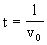 t = 1/v₀